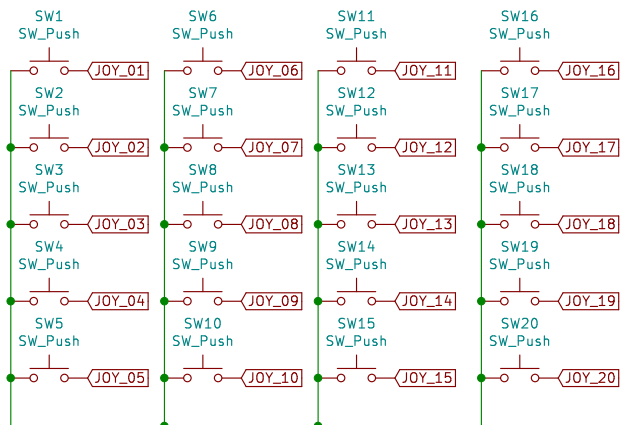 SW1
SW_Push
JOY_01
SW2
SW_Push
JOY_02
SW3
SW_Push
JOY_03
SW4
SW_Push
JOY_04
SW5
SW_Push
JOY_05
SW6
SW_Push
JOY_06
SW7
SW_Push
JOY_07
SW8
SW_Push
JOY_08
SW9
SW_Push
JOY_09
SW10
SW_Push
JOY_10
SW11
SW_Push
JOY_11
SW12
SW_Push
JOY_12
SW13
SW_Push
JOY_13
SW14
SW_Push
JOY_14
SW15
SW_Push
JOY_15
SW16
SW_Push
JOY_16
SW17
SW_Push
JOY_17
SW18
SW_Push
JOY_18
SW19
SW_Push
JOY_19
SW20
SW_Push
JOY_20